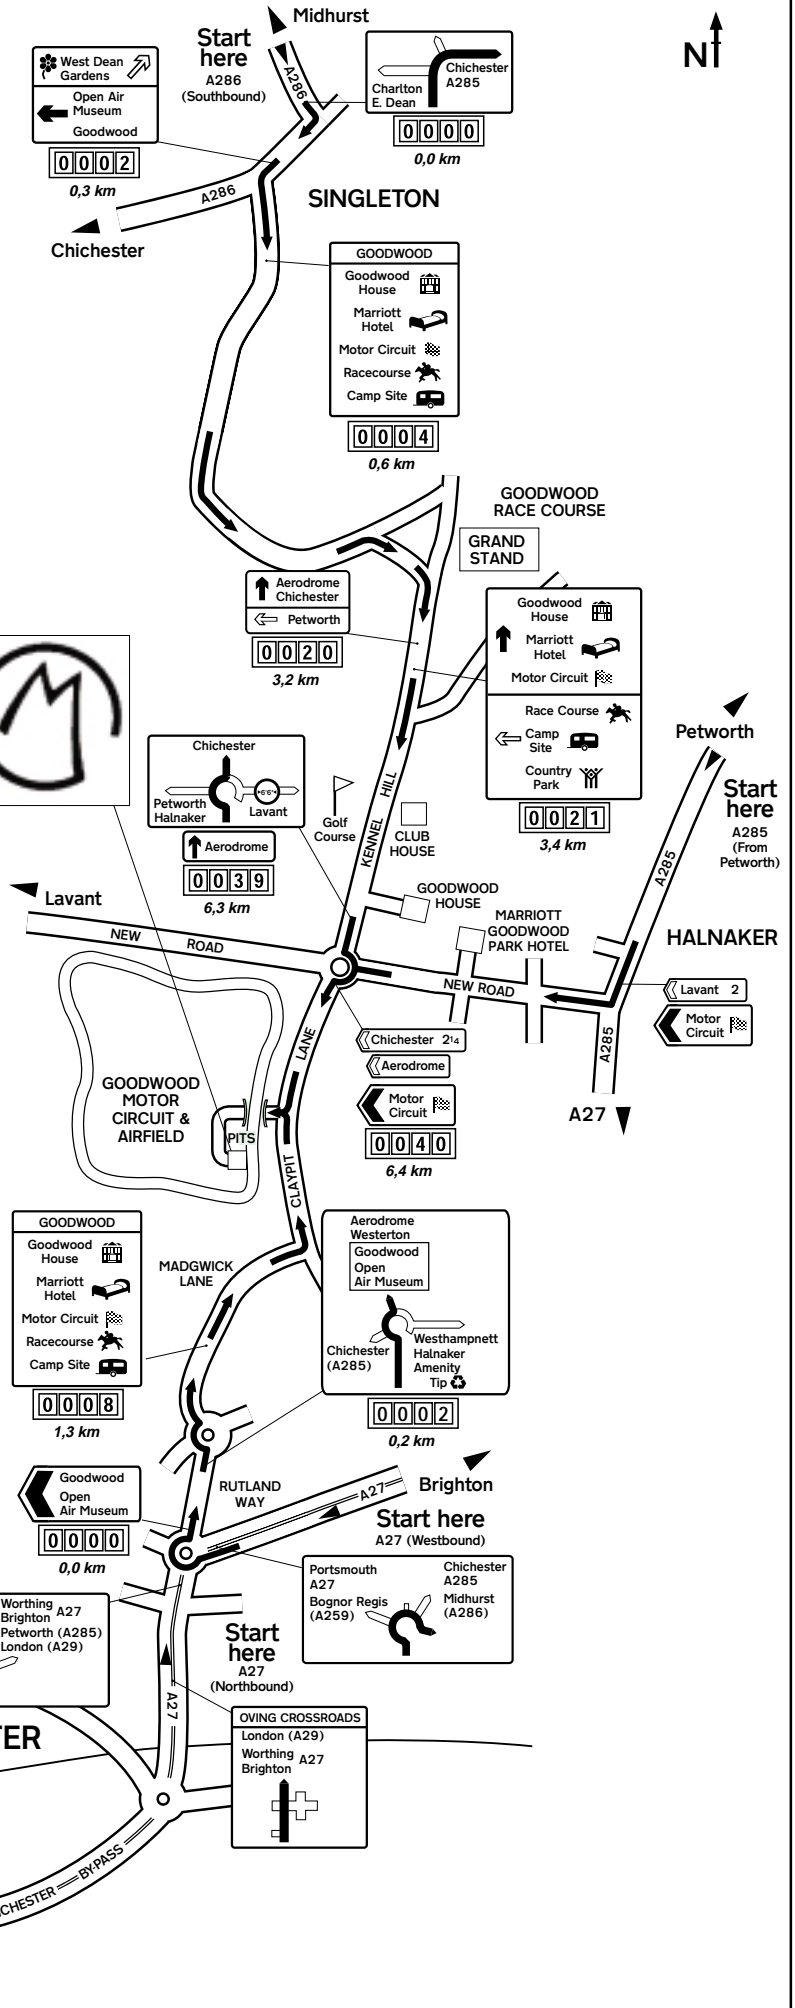 Midhurst
N
Start
here
A286
(Southbound)
A286
West Dean
Gardens
Open Air
Museum
Goodwood
0002
0,3 km
Chichester
A285
Charlton
E. Dean
0000
0,0 km
A286
SINGLETON
Chichester
GOODWOOD
Goodwood
House
Marriott
Hotel
Motor Circuit
Racecourse
Camp Site
0004
0,6 km
GOODWOOD
RACE COURSE
GRAND
STAND
Aerodrome
Chichester
Petworth
0020
3,2 km
Goodwood
House
Marriott
Hotel
Motor Circuit
Race Course
Camp
Site
Country
Park
0021
3,4 km
Petworth
Start
here
A285
(From
Petworth)
A285
Chichester
Petworth
Halnaker
6'6"
Lavant
Aerodrome
0039
6,3 km
Golf
Course
KENNEL HILL
CLUB
HOUSE
GOODWOOD
HOUSE
MARRIOTT
GOODWOOD
PARK HOTEL
HALNAKER
Lavant
NEW ROAD
NEW ROAD
Lavant 2
Motor
Circuit
A285
A27
LANE
Chichester 2¼
Aerodrome
Motor
Circuit
0040
6,4 km
GOODWOOD
MOTOR
CIRCUIT &
AIRFIELD
PITS
CLAYPIT
GOODWOOD
Goodwood
House
Marriott
Hotel
Motor Circuit
Racecourse
Camp Site
0008
1,3 km
MADGWICK
LANE
Aerodrome
Westerton
Goodwood
Open
Air Museum
Chichester
(A285)
Westhampnett
Halnaker
Amenity
Tip
0002
0,2 km
Goodwood
Open
Air Museum
0000
0,0 km
RUTLAND
WAY
A27
Brighton
Start here
A27 (Westbound)
Portsmouth
A27
Bognor Regis
(A259)
Chichester
A285
Midhurst
(A286)
Worthing
Brighton A27
Petworth (A285)
London (A29)
Start
here
A27
(Northbound)
A27
OVING CROSSROADS
London (A29)
Worthing
Brighton A27
TER
CHESTER BY-PASS